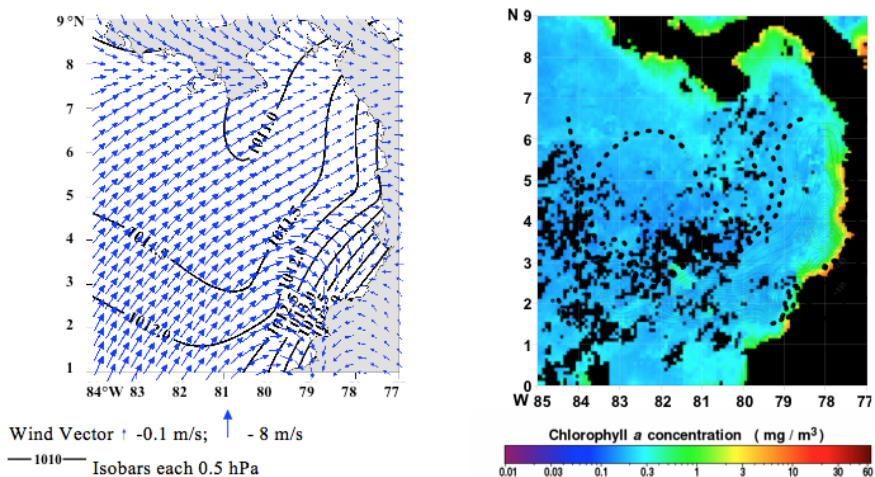 9 °N
8
7
6
5
4
3
2
1
84°W 83 82 81 80 79 78 77
1011.0
1011.5
1012.0
1011.5
1012.0
Wind Vector -0.1 m/s; - 8 m/s
1010 Isobars each 0.5 hPa
N 9
8
7
6
5
4
3
2
1
0
W 85 84 83 82 81 80 79 78 77
Chlorophyll a concentration ( mg / m³ )
0.01 0.03 0.1 0.3 1 3 10 30 60